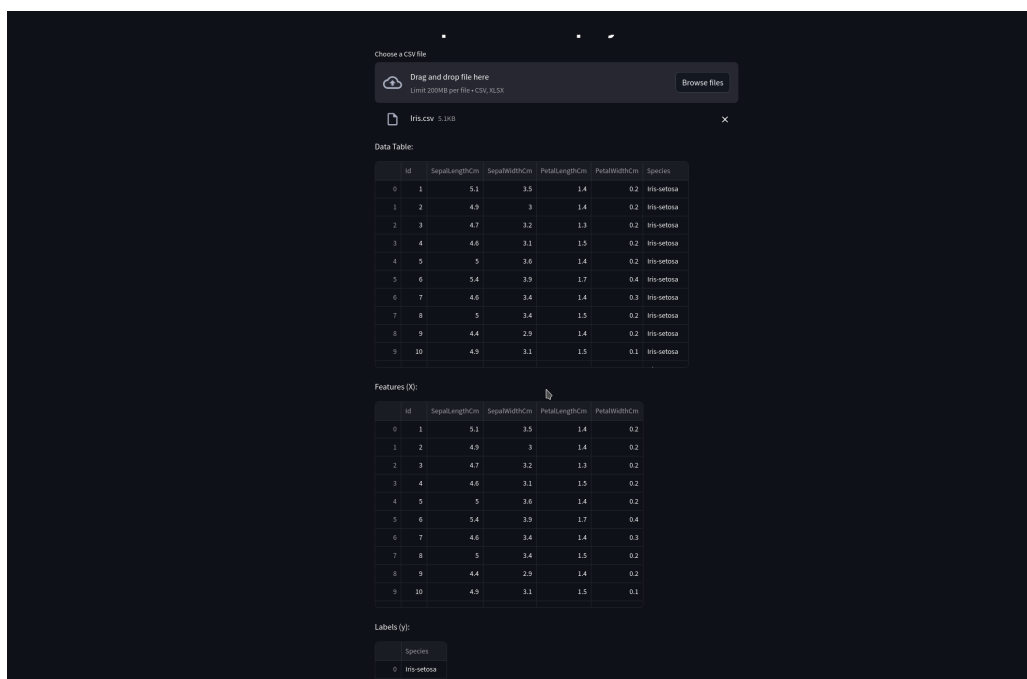 Choose a CSV file
Drag and drop file here
Limit 200MB per file • CSV, XLSX
Browse files
Iris.csv 5.1KB
Data Table:
Id SepalLengthCm SepalWidthCm PetalLengthCm PetalWidthCm Species
0 1 5.1 3.5 1.4 0.2 Iris-setosa
1 2 4.9 3 1.4 0.2 Iris-setosa
2 3 4.7 3.2 1.3 0.2 Iris-setosa
3 4 4.6 3.1 1.5 0.2 Iris-setosa
4 5 5 3.6 1.4 0.2 Iris-setosa
5 6 5.4 3.9 1.7 0.4 Iris-setosa
6 7 4.6 3.4 1.4 0.3 Iris-setosa
7 8 5 3.4 1.5 0.2 Iris-setosa
8 9 4.4 2.9 1.4 0.2 Iris-setosa
9 10 4.9 3.1 1.5 0.1 Iris-setosa
Features (X):
Id SepalLengthCm SepalWidthCm PetalLengthCm PetalWidthCm
0 1 5.1 3.5 1.4 0.2
1 2 4.9 3 1.4 0.2
2 3 4.7 3.2 1.3 0.2
3 4 4.6 3.1 1.5 0.2
4 5 5 3.6 1.4 0.2
5 6 5.4 3.9 1.7 0.4
6 7 4.6 3.4 1.4 0.3
7 8 5 3.4 1.5 0.2
8 9 4.4 2.9 1.4 0.2
9 10 4.9 3.1 1.5 0.1
Labels (y):
Species
0 Iris-setosa